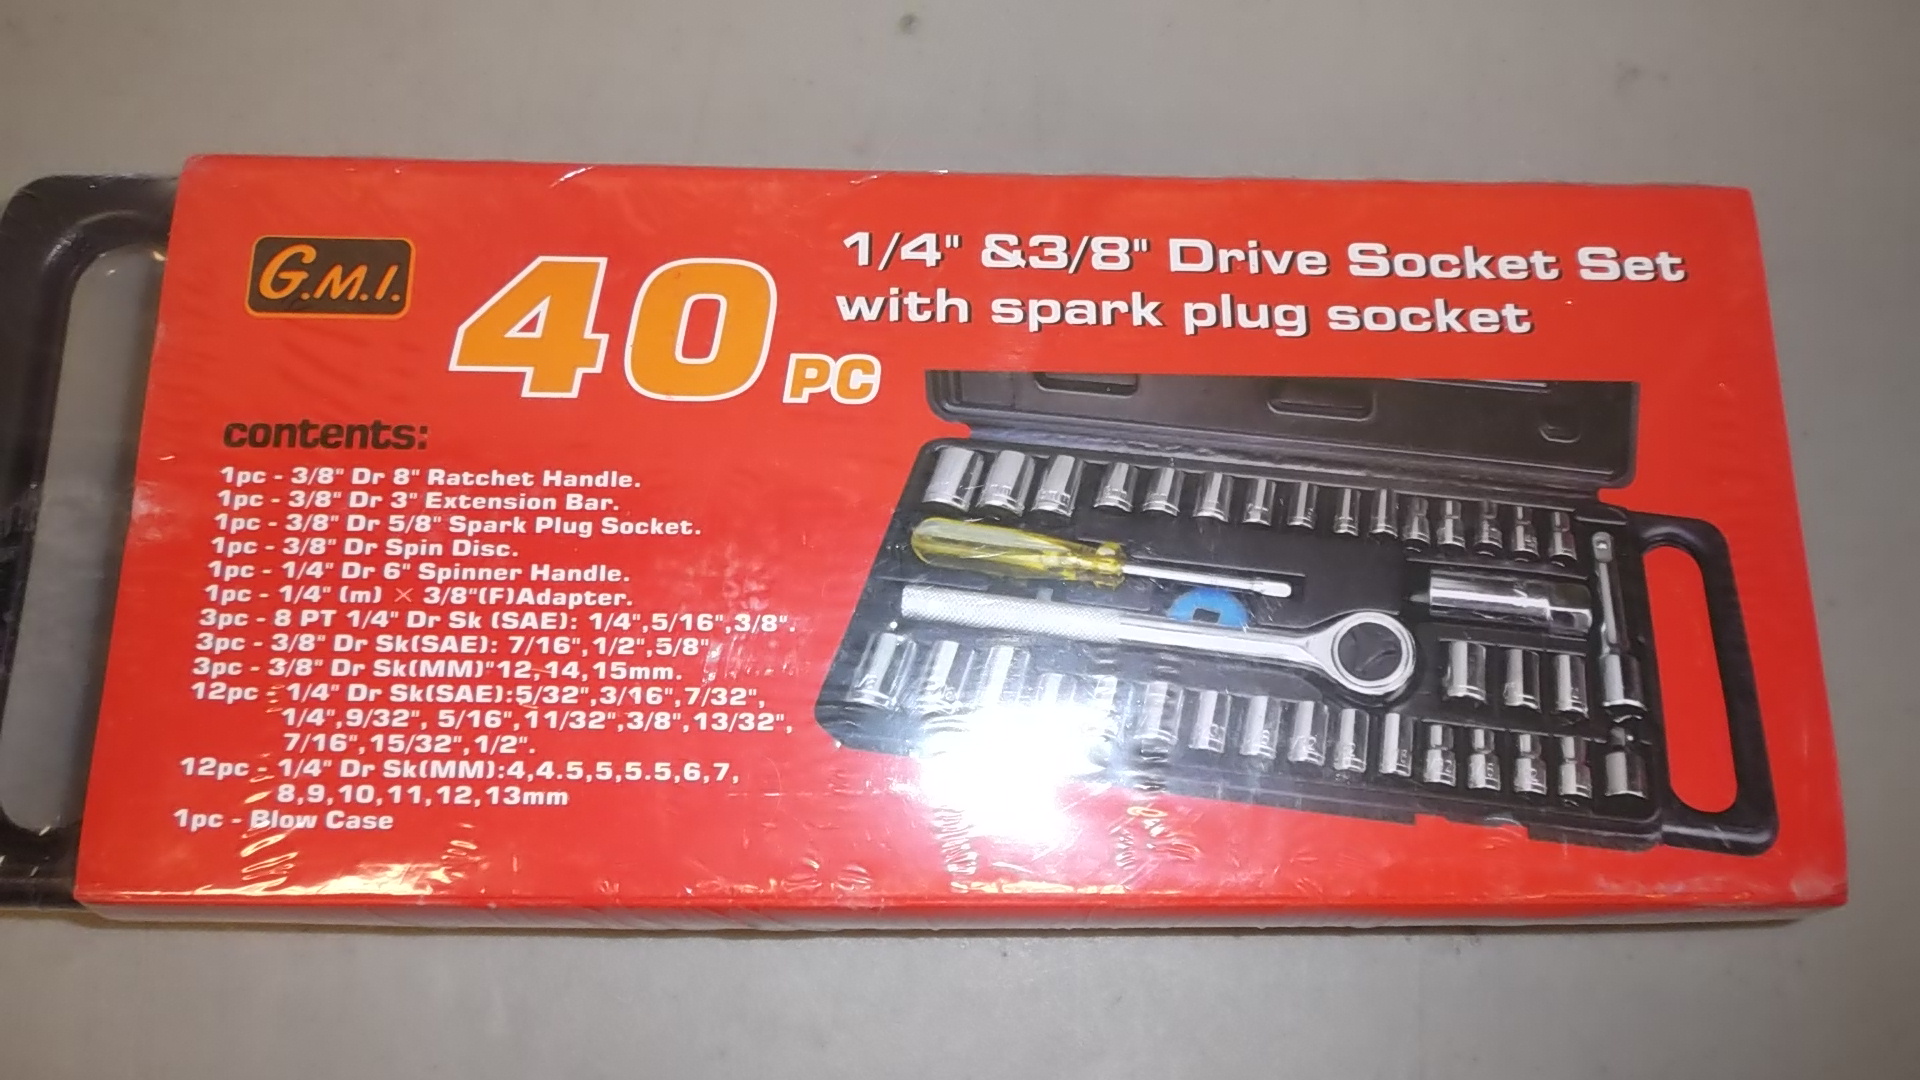 G.M.I.
40 PC
1/4" &3/8" Drive Socket Set
with spark plug socket
contents:
1pc - 3/8" Dr 8" Ratchet Handle.
1pc - 3/8" Dr 3" Extension Bar.
1pc - 3/8" Dr 5/8" Spark Plug Socket.
1pc - 3/8" Dr Spin Disc.
1pc - 1/4" Dr 6" Spinner Handle.
1pc - 1/4" (m) × 3/8"(F)Adapter.
3pc - 8 PT 1/4" Dr Sk (SAE): 1/4",5/16",3/8".
3pc - 3/8" Dr Sk(SAE): 7/16",1/2",5/8".
3pc - 3/8" Dr Sk(MM)"12,14,15mm.
12pc - 1/4" Dr Sk(SAE):5/32",3/16",7/32",
1/4",9/32", 5/16",11/32",3/8",13/32",
7/16",15/32",1/2".
12pc - 1/4" Dr Sk(MM):4,4.5,5,5.5,6,7,
8,9,10,11,12,13mm
1pc - Blow Case